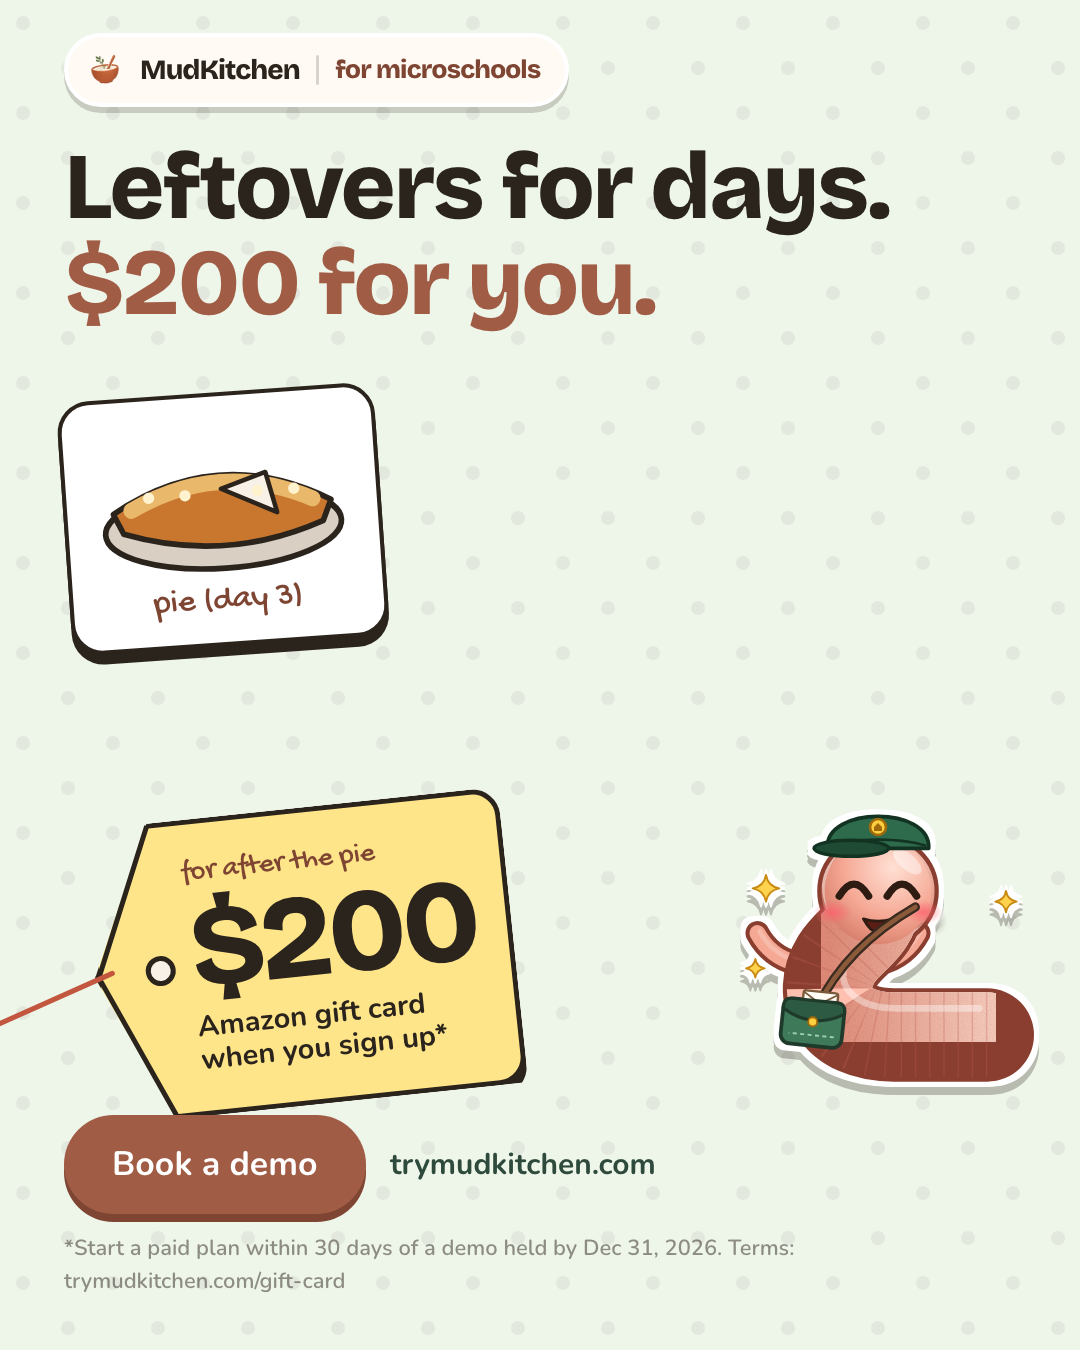 MudKitchen | for microschools
Leftovers for days.
$200 for you.
pie (day 3)
for after the pie
$200
Amazon gift card
when you sign up*
Book a demo
trymudkitchen.com
*Start a paid plan within 30 days of a demo held by Dec 31, 2026. Terms:
trymudkitchen.com/gift-card